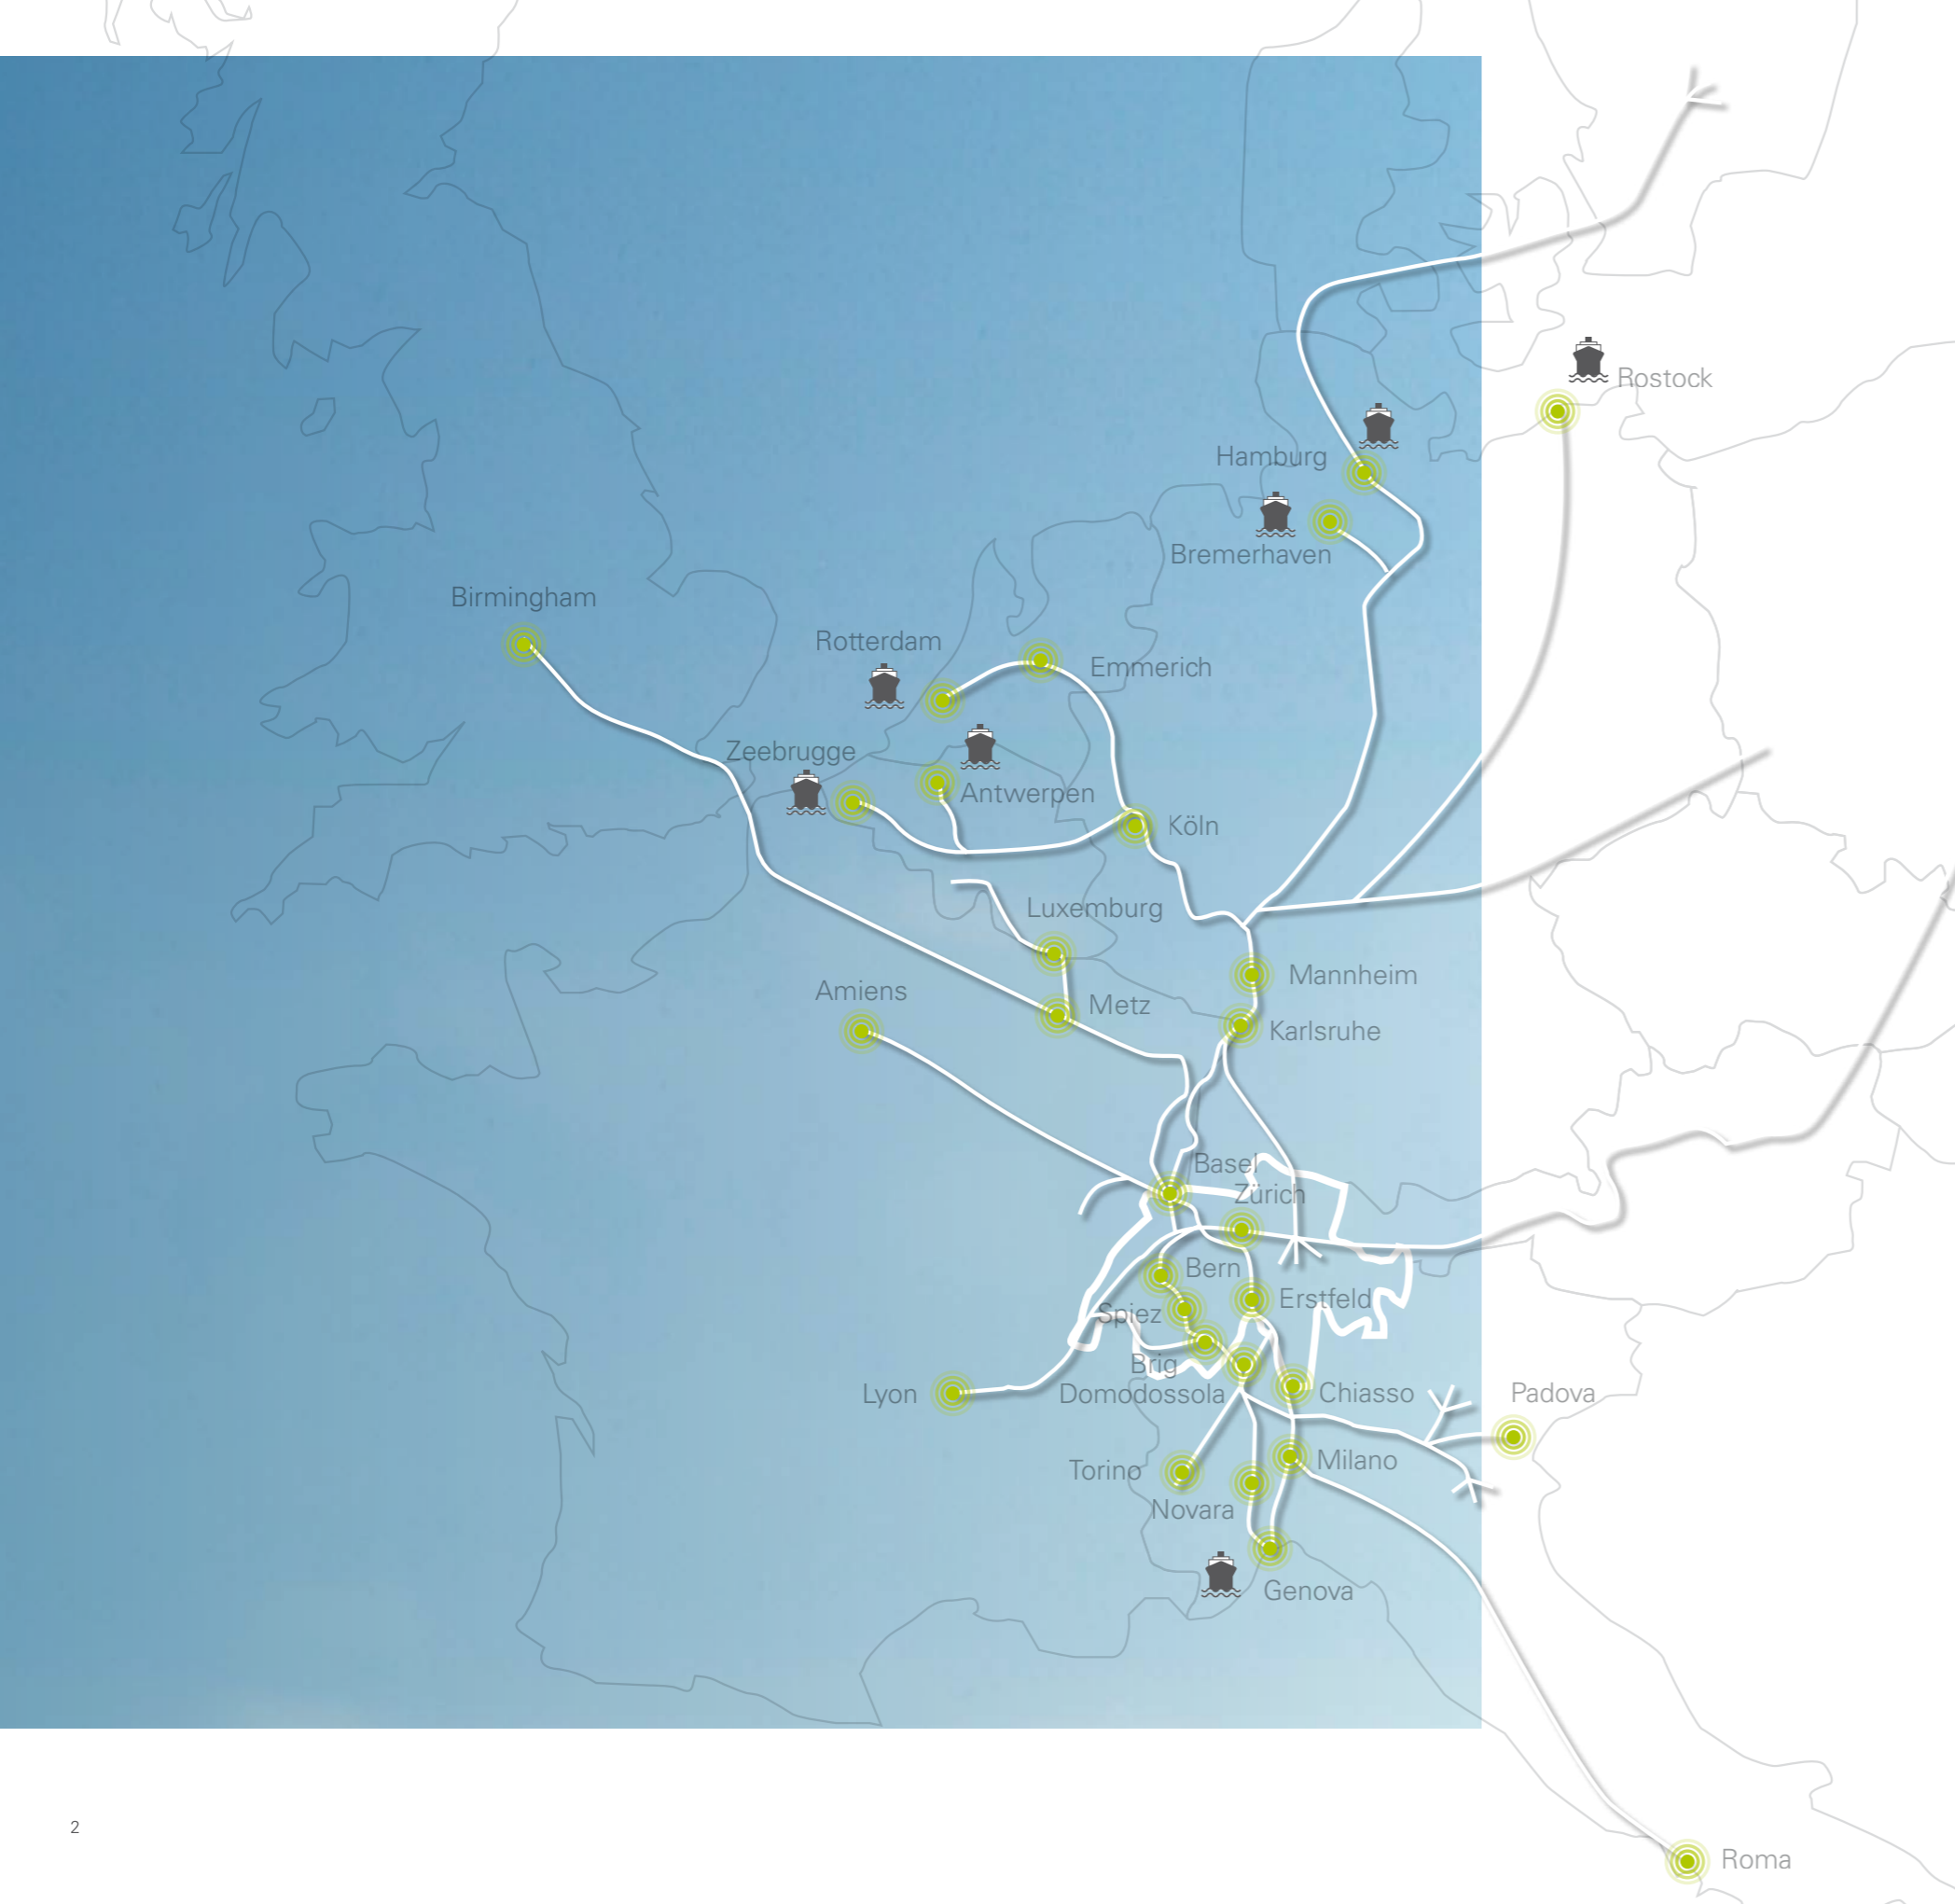 Rostock
Hamburg
Bremerhaven
Birmingham
Rotterdam
Emmerich
Zeebrugge
Antwerpen
Köln
Luxemburg
Mannheim
Amiens
Metz
Karlsruhe
Basel
Zürich
Bern
Erstfeld
Spiez
Brig
Lyon
Domodossola
Chiasso
Padova
Torino
Milano
Novara
Genova
2
Roma